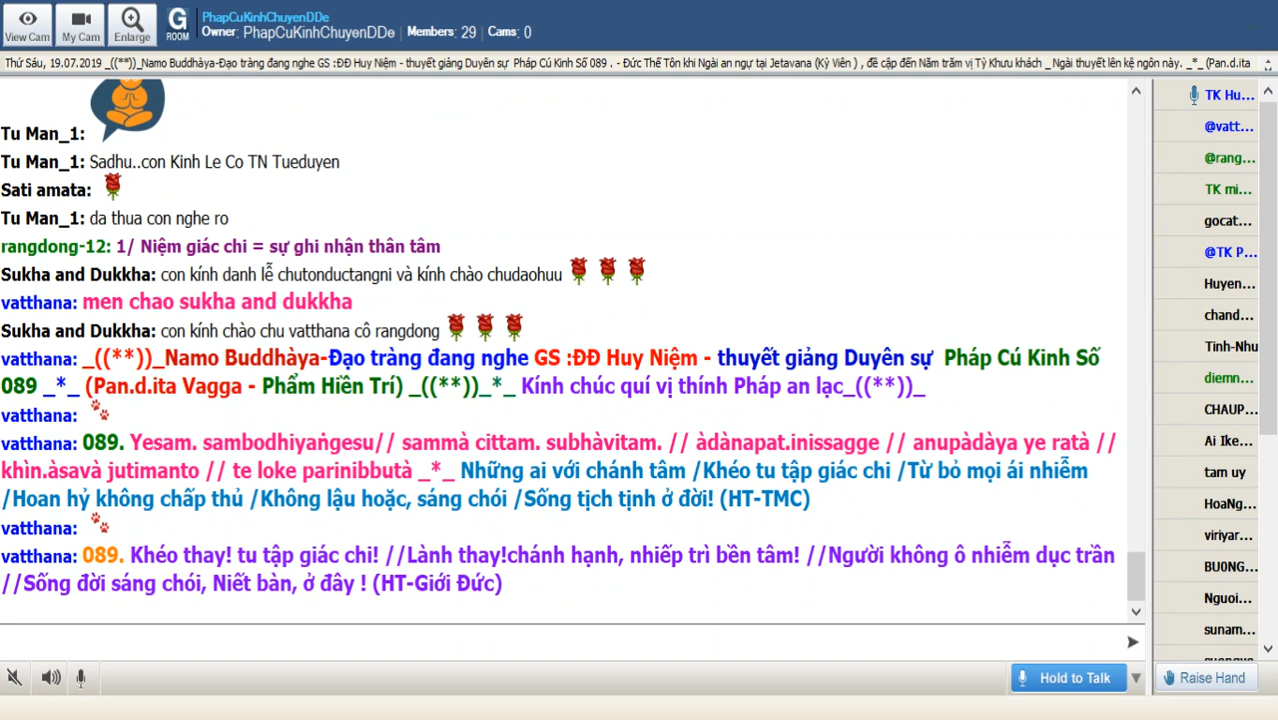 View Cam
My Cam
Enlarge
G
ROOM
PhapCuKinhChuyenDDe
Owner: PhapCuKinhChuyenDDe Members: 29 Cams: 0
Thứ Sáu, 19.07.2019 _((**))_Namo Buddhàya-Đạo tràng đang nghe GS :ĐĐ Huy Niệm - thuyết giảng Duyên sự Pháp Cú Kinh Số 089 . - Đức Thế Tôn khi Ngài an ngự tại Jetavana (Kỳ Viên ) , đề cập đến Năm trăm vị Tỳ Khưu khách _ Ngài thuyết lên kệ ngôn này. _*_ (Pan.d.ita
Tu Man_1:
Tu Man_1: Sadhu..con Kinh Le Co TN Tueduyen
Sati amata:
Tu Man_1: da thua con nghe ro
rangdong-12: 1/ Niệm giác chi = sự ghi nhận thân tâm
Sukha and Dukkha: con kính danh lễ chutonductangni và kính chào chudaohuu
vatthana: men chao sukha and dukkha
Sukha and Dukkha: con kính chào chu vatthana cô rangdong
vatthana: _((**))_Namo Buddhàya-Đạo tràng đang nghe GS :ĐĐ Huy Niệm - thuyết giảng Duyên sự Pháp Cú Kinh Số
089 _*_ (Pan.d.ita Vagga - Phẩm Hiền Trí) _((**)_*_ Kính chúc quí vị thính Pháp an lạc_((**))_
vatthana:
vatthana: 089. Yesam. sambodhiyaṅgesu// sammà cittam. subhàvitam. // àdànapat.inissagge // anupàdàya ye ratà //
khìn.àsavà jutimanto // te loke parinibbutà _*_ Những ai với chánh tâm /Khéo tu tập giác chi /Từ bỏ mọi ái nhiễm
/Hoan hỷ không chấp thủ /Không lậu hoặc, sáng chói /Sống tịch tịnh ở đời! (HT-TMC)
vatthana:
vatthana: 089. Khéo thay! tu tập giác chi! //Lành thay!chánh hạnh, nhiếp trì bền tâm! //Người không ô nhiễm dục trần
//Sống đời sáng chói, Niết bàn, ở đây ! (HT-Giới Đức)
TK Hu...
@vatt...
@rang...
TK mi...
gocat...
@TK P...
Huyen...
chand...
Tinh-Nhu
diemn...
CHAUP...
Ai Ike...
tam uy
HoaNg...
viriyar...
BU0NG...
Nguoi...
sunam...
Hold to Talk
Raise Hand